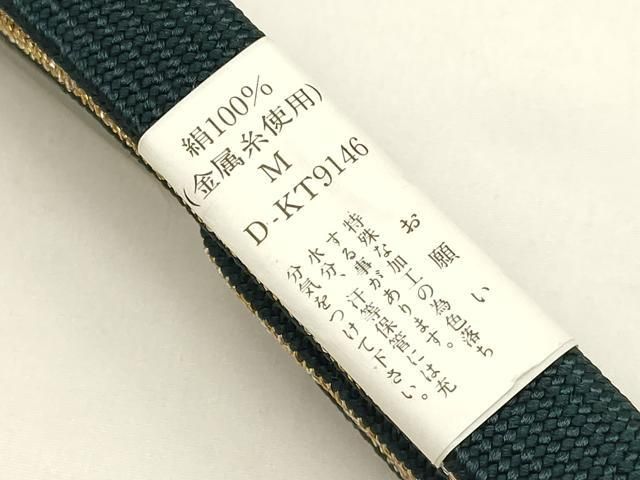 絹100%
(金属糸使用)
M
D-KT9146
お願い
特殊な加工の為色落ち
する事があります。
水分、汗等保管には充
分気をつけて下さい。